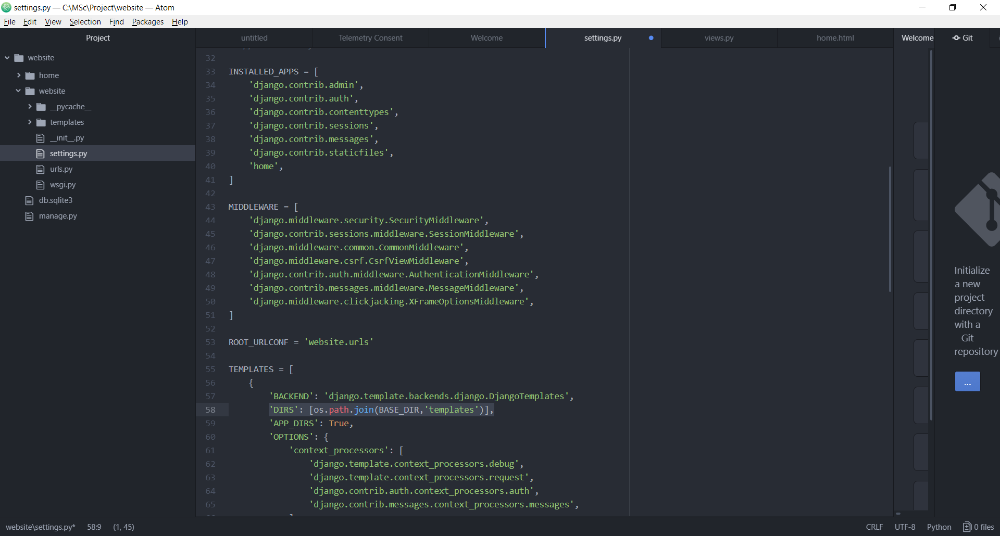 settings.py — C:\MSc\Project\website — Atom
File Edit View Selection Find Packages Help
Project
untitled
Telemetry Consent
Welcome
settings.py
views.py
home.html
Welcome
Git
website
home
website
__pycache__
templates
__init__.py
settings.py
urls.py
wsgi.py
db.sqlite3
manage.py
32
33 INSTALLED_APPS = [
34 'django.contrib.admin',
35 'django.contrib.auth',
36 'django.contrib.contenttypes',
37 'django.contrib.sessions',
38 'django.contrib.messages',
39 'django.contrib.staticfiles',
40 'home',
41 ]
42
43 MIDDLEWARE = [
44 'django.middleware.security.SecurityMiddleware',
45 'django.contrib.sessions.middleware.SessionMiddleware',
46 'django.middleware.common.CommonMiddleware',
47 'django.middleware.csrf.CsrfViewMiddleware',
48 'django.contrib.auth.middleware.AuthenticationMiddleware',
49 'django.contrib.messages.middleware.MessageMiddleware',
50 'django.middleware.clickjacking.XFrameOptionsMiddleware',
51 ]
52
53 ROOT_URLCONF = 'website.urls'
54
55 TEMPLATES = [
56 {
57 'BACKEND': 'django.template.backends.django.DjangoTemplates',
58 'DIRS': [os.path.join(BASE_DIR,'templates')],
59 'APP_DIRS': True,
60 'OPTIONS': {
61 'context_processors': [
62 'django.template.context_processors.debug',
63 'django.template.context_processors.request',
64 'django.contrib.auth.context_processors.auth',
65 'django.contrib.messages.context_processors.messages',
Initialize
a new
project
directory
with a
Git
repository
...
website\settings.py* 58:9 (1, 45)
CRLF UTF-8 Python 0 files